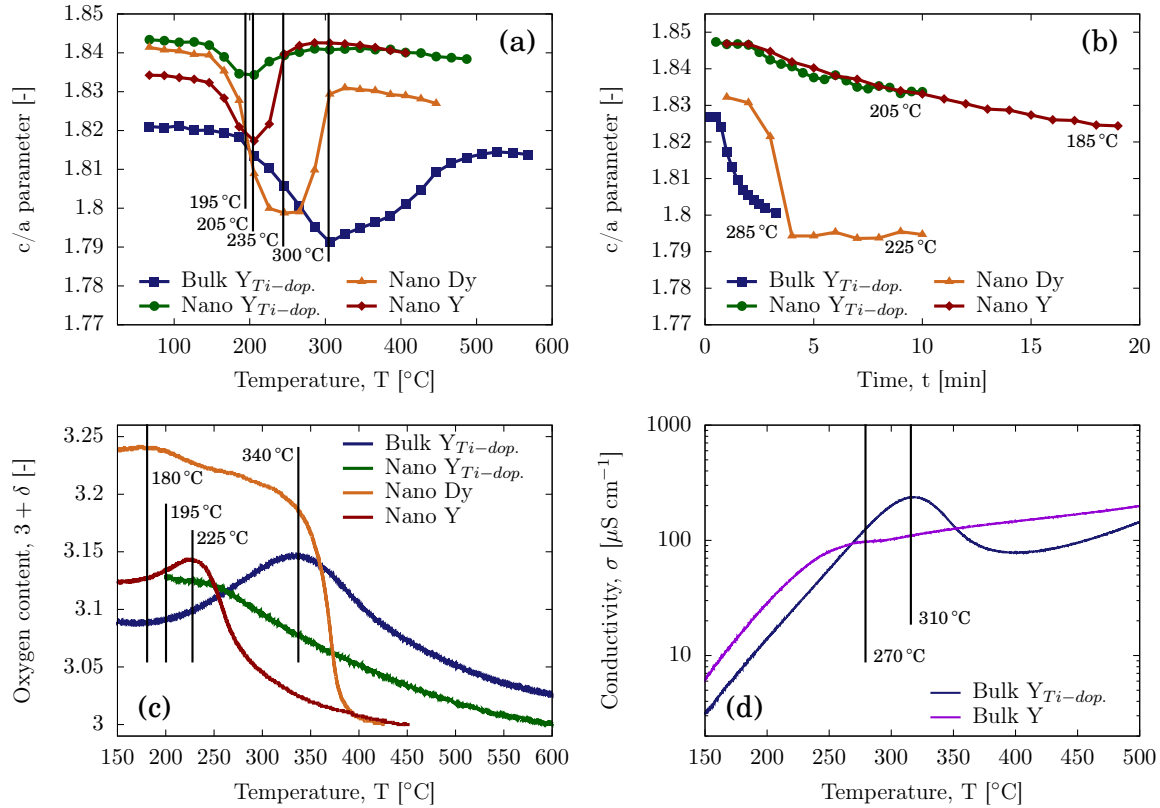 1.85
1.84
1.83
1.82
1.81
1.8
1.79
1.78
1.77
c/a parameter [-]
(a)
195 °C
205 °C
235 °C
300 °C
Bulk Y_{Ti−dop.}
Nano Y_{Ti−dop.}
Nano Dy
Nano Y
100 200 300 400 500 600
Temperature, T [°C]
1.85
1.84
1.83
1.82
1.81
1.8
1.79
1.78
1.77
c/a parameter [-]
(b)
205 °C
185 °C
285 °C
225 °C
Bulk Y_{Ti−dop.}
Nano Y_{Ti−dop.}
Nano Dy
Nano Y
0 5 10 15 20
Time, t [min]
3.25
3.2
3.15
3.1
3.05
3
Oxygen content, 3 + δ [-]
Bulk Y_{Ti−dop.}
Nano Y_{Ti−dop.}
Nano Dy
Nano Y
340 °C
180 °C
195 °C
225 °C
(c)
150 200 250 300 350 400 450 500 550 600
Temperature, T [°C]
1000
100
10
Conductivity, σ [µS cm⁻¹]
310 °C
270 °C
Bulk Y_{Ti−dop.}
Bulk Y
(d)
150 200 250 300 350 400 450 500
Temperature, T [°C]